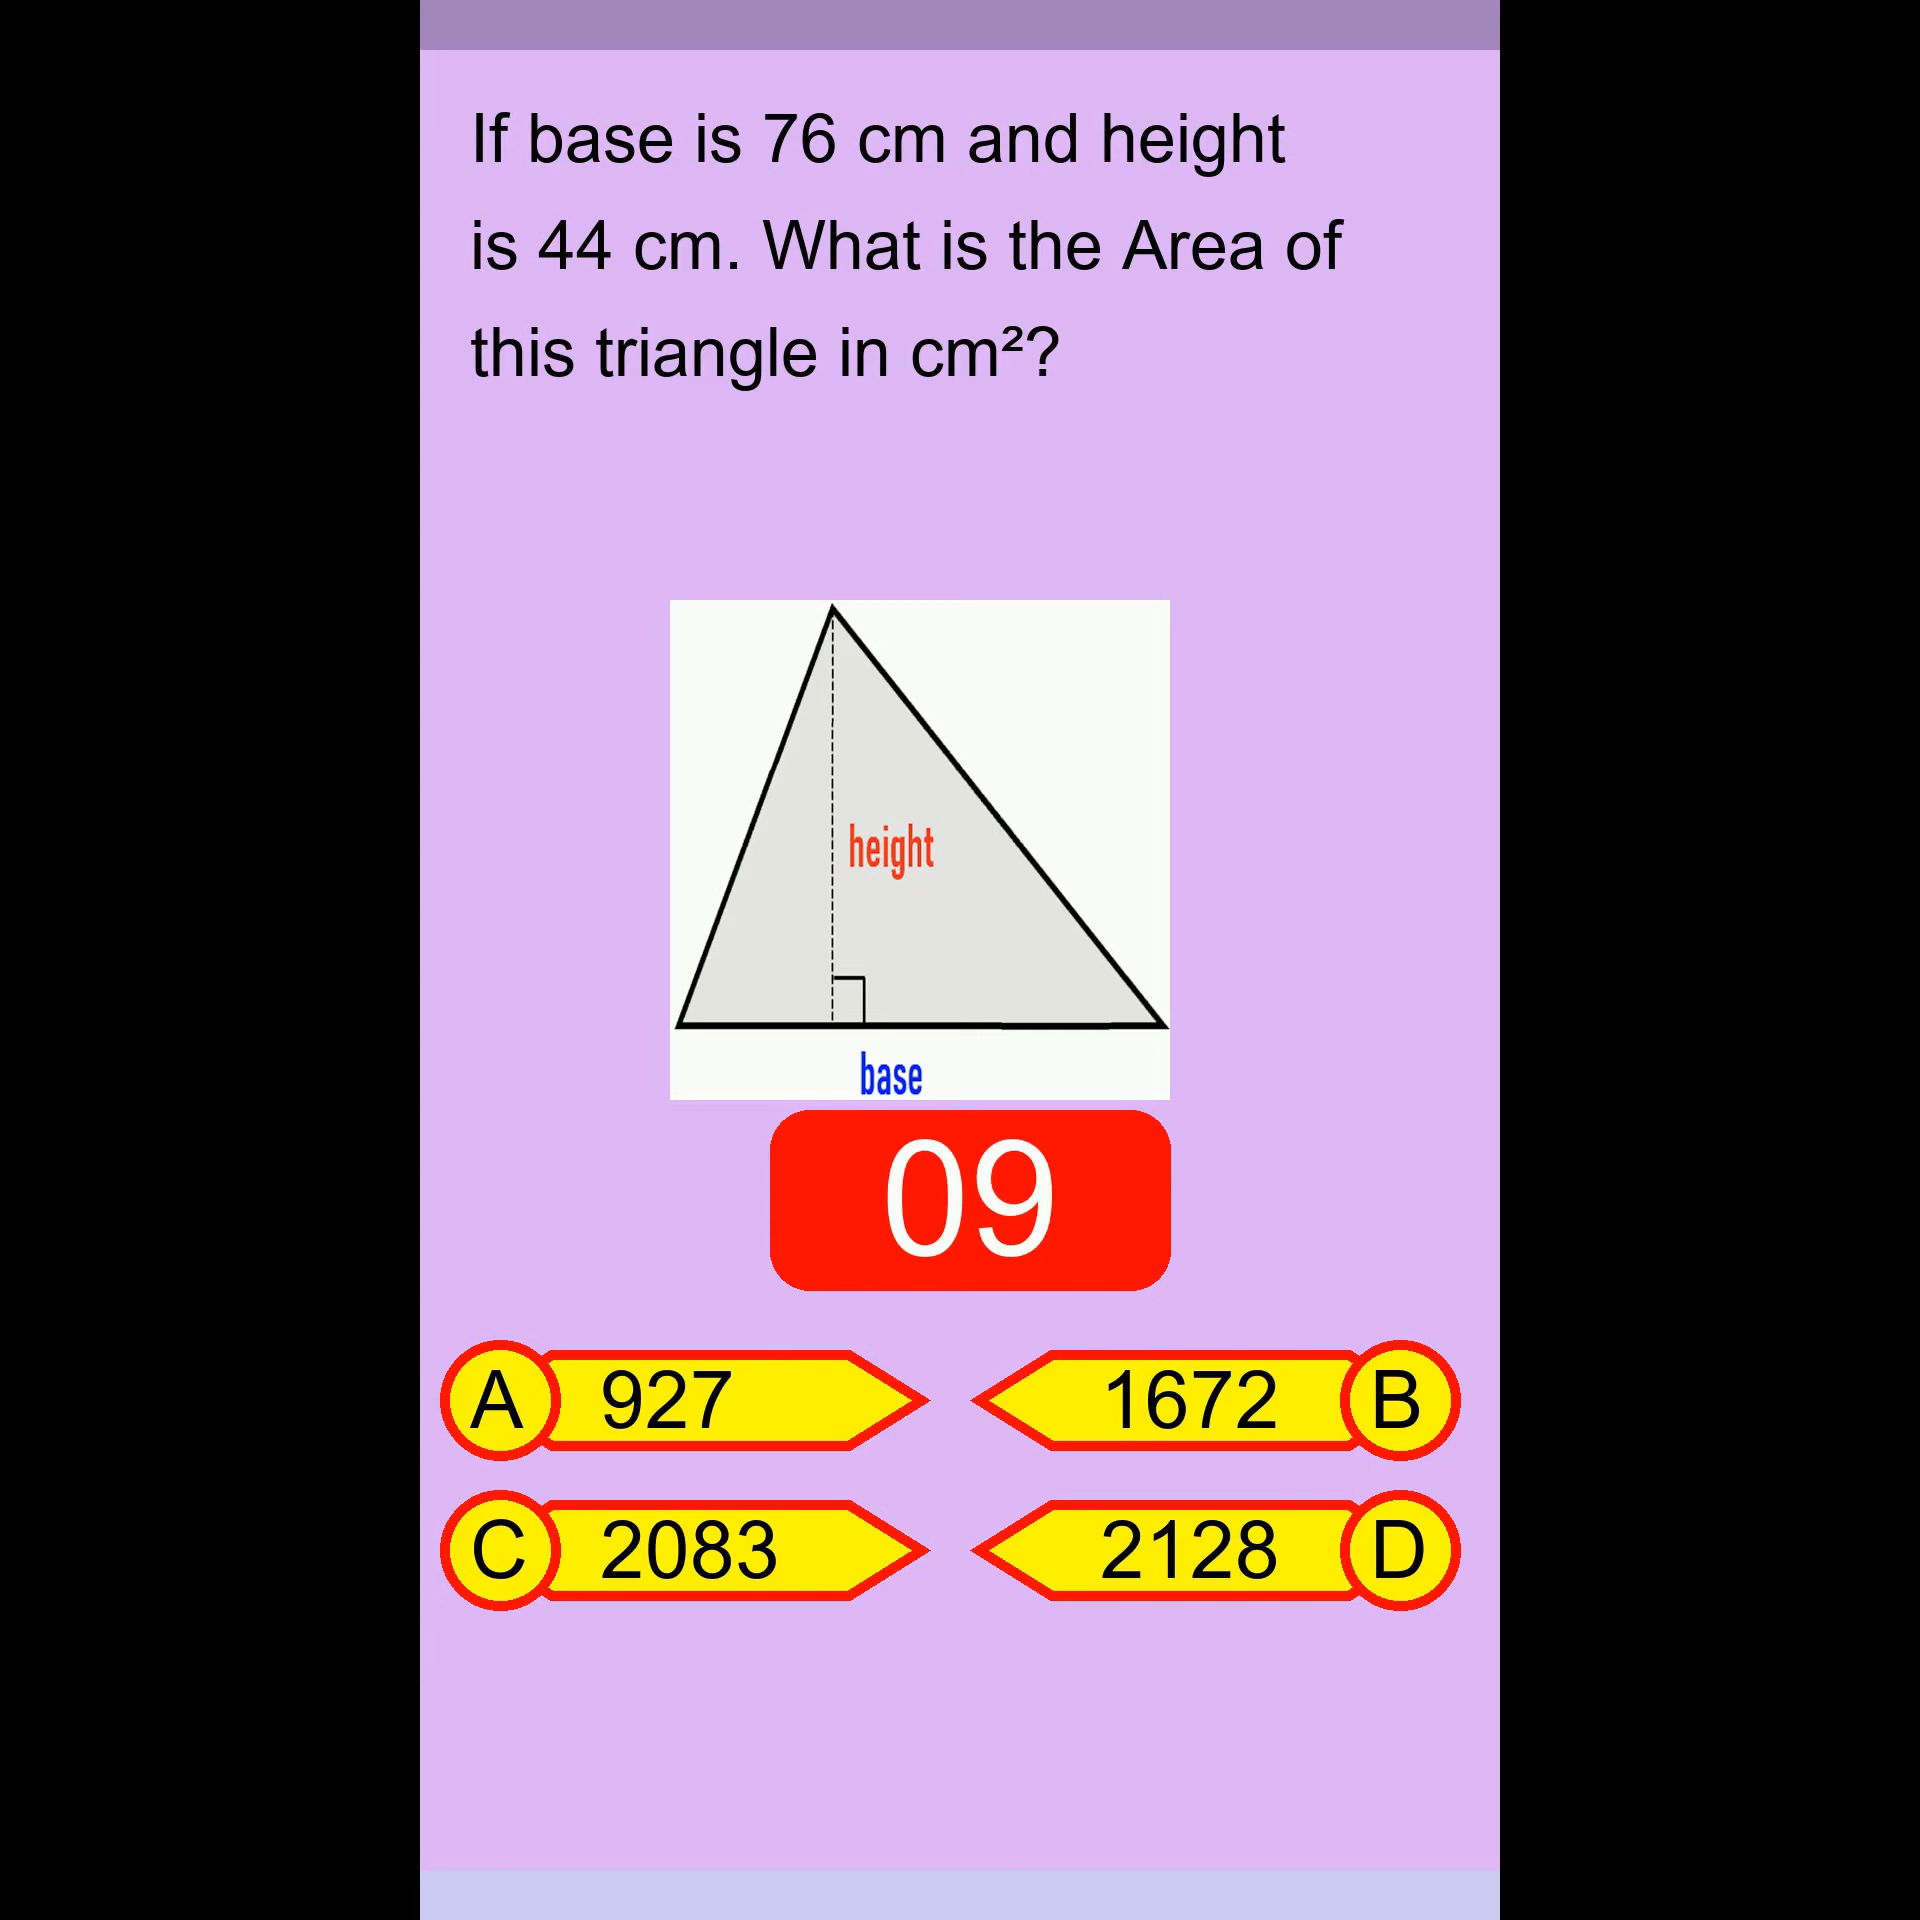 If base is 76 cm and height
is 44 cm. What is the Area of
this triangle in cm²?
height
base
09
A 927
1672 B
C 2083
2128 D